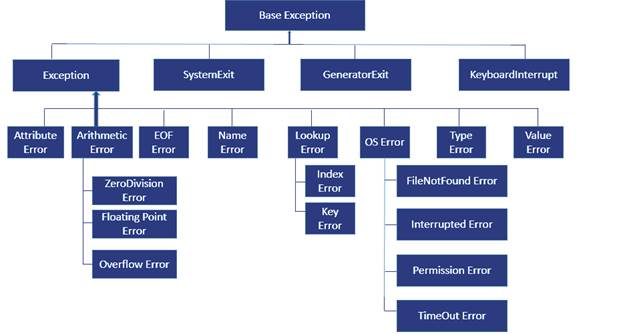 Base Exception
Exception
SystemExit
GeneratorExit
KeyboardInterrupt
Attribute
Error
Arithmetic
Error
EOF
Error
Name
Error
Lookup
Error
OS Error
Type
Error
Value
Error
ZeroDivision
Error
Floating Point
Error
Overflow Error
Index
Error
Key
Error
FileNotFound Error
Interrupted Error
Permission Error
TimeOut Error